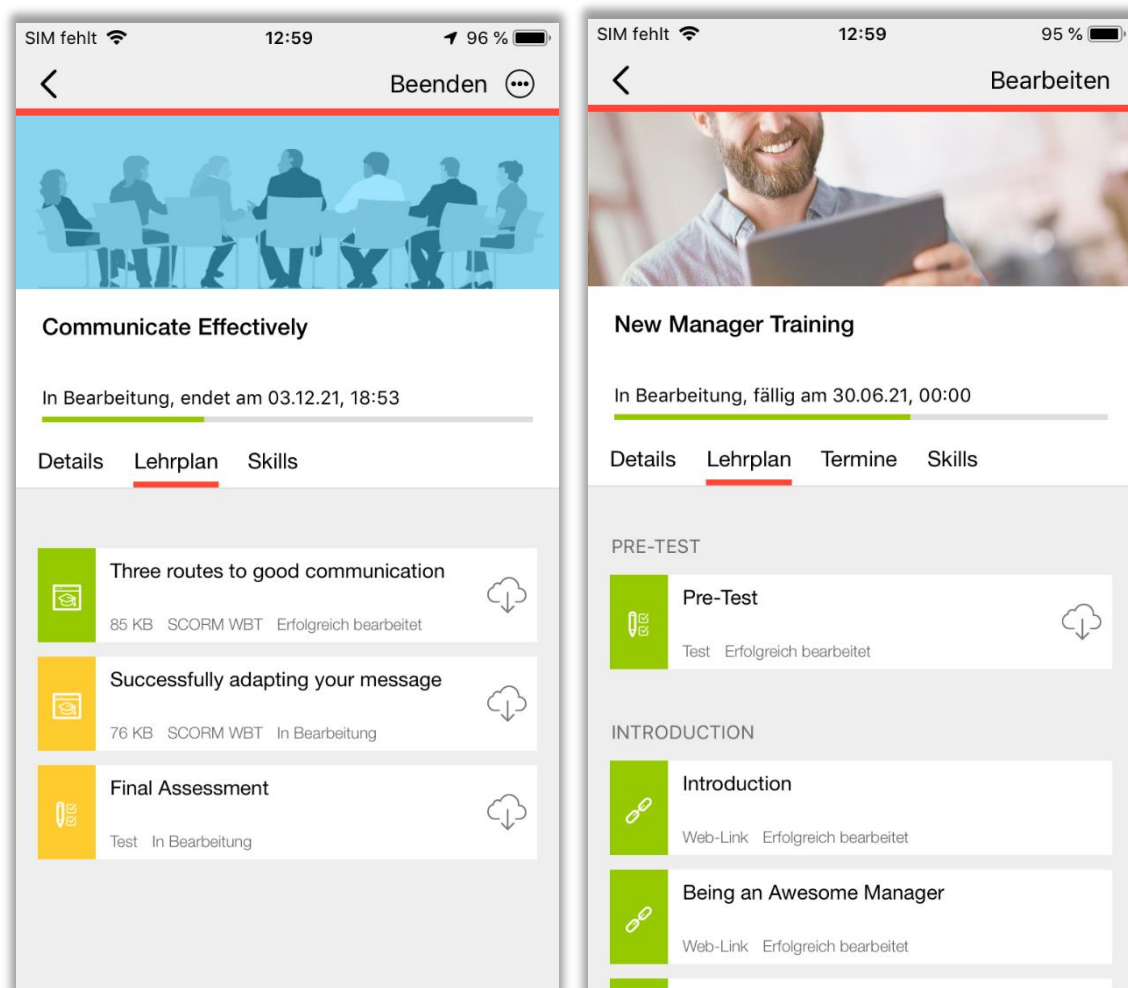 SIM fehlt 12:59 96 %
Beenden
Communicate Effectively
In Bearbeitung, endet am 03.12.21, 18:53
Details Lehrplan Skills
Three routes to good communication
85 KB SCORM WBT Erfolgreich bearbeitet
Successfully adapting your message
76 KB SCORM WBT In Bearbeitung
Final Assessment
Test In Bearbeitung
SIM fehlt 12:59 95 %
Bearbeiten
New Manager Training
In Bearbeitung, fällig am 30.06.21, 00:00
Details Lehrplan Termine Skills
PRE-TEST
Pre-Test
Test Erfolgreich bearbeitet
INTRODUCTION
Introduction
Web-Link Erfolgreich bearbeitet
Being an Awesome Manager
Web-Link Erfolgreich bearbeitet